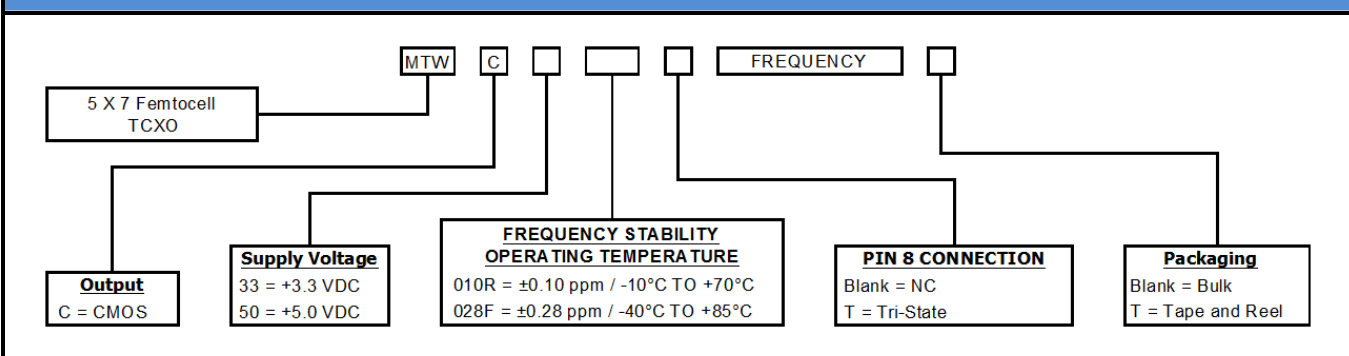 MTW
C
FREQUENCY
5 X 7 Femtocell
TCXO
Output
C = CMOS
Supply Voltage
33 = +3.3 VDC
50 = +5.0 VDC
FREQUENCY STABILITY
OPERATING TEMPERATURE
010R = ±0.10 ppm / -10°C TO +70°C
028F = ±0.28 ppm / -40°C TO +85°C
PIN 8 CONNECTION
Blank = NC
T = Tri-State
Packaging
Blank = Bulk
T = Tape and Reel